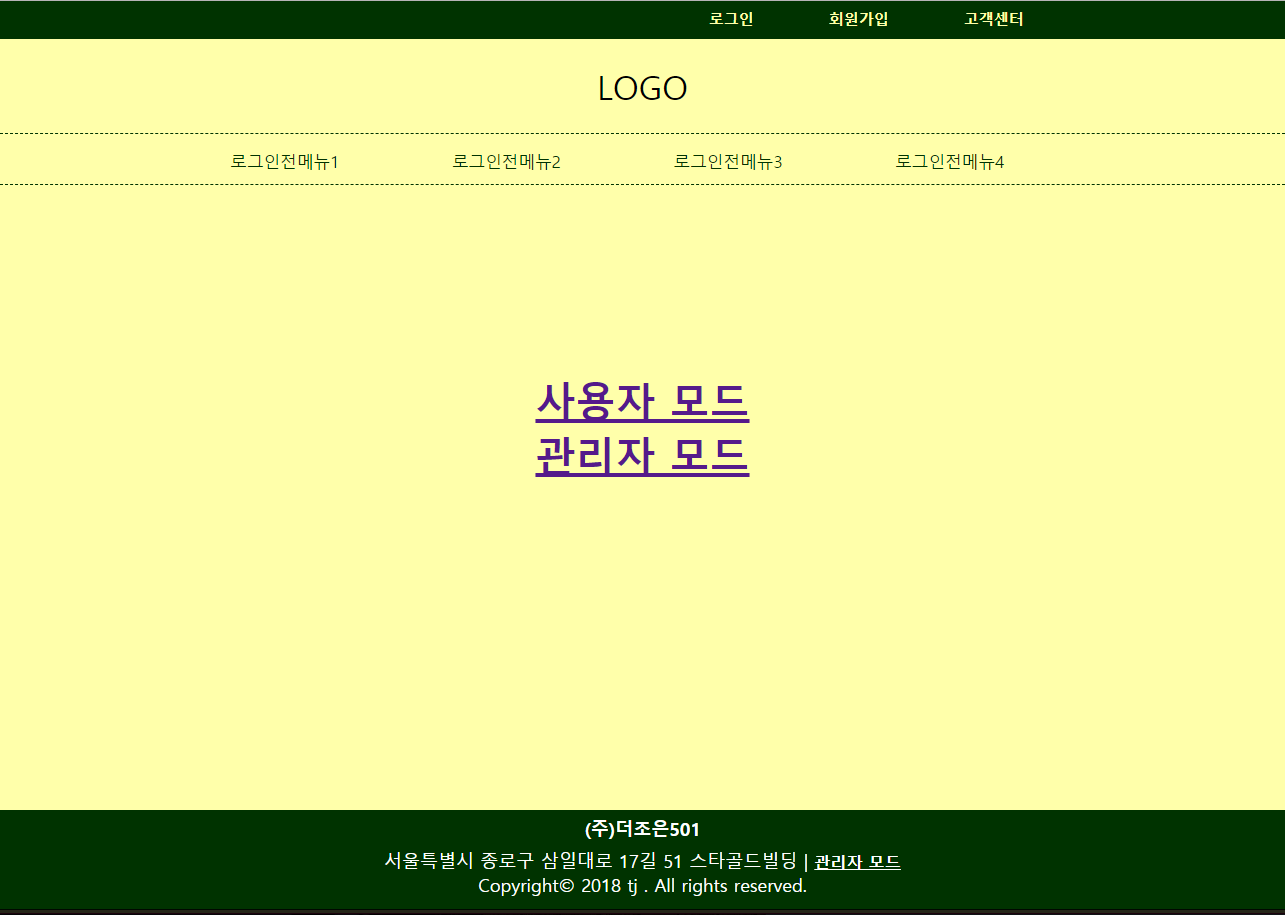 로그인 회원가입 고객센터
LOGO
로그인전메뉴1 로그인전메뉴2 로그인전메뉴3 로그인전메뉴4
사용자 모드
관리자 모드
(주)더조은501
서울특별시 종로구 삼일대로 17길 51 스타골드빌딩 | 관리자 모드
Copyright© 2018 tj . All rights reserved.